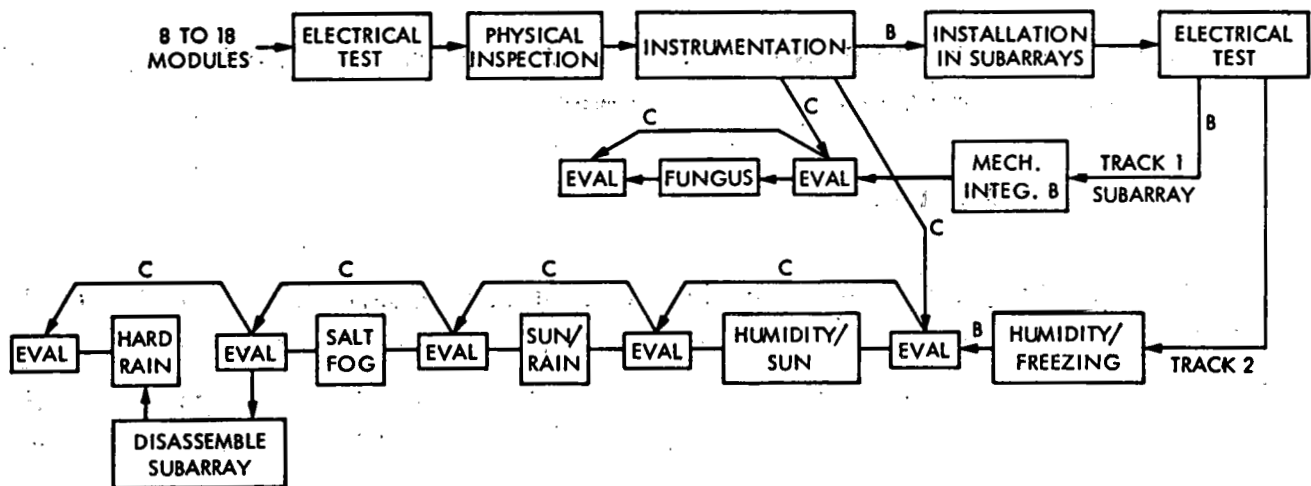 8 TO 18
MODULES
ELECTRICAL
TEST
PHYSICAL
INSPECTION
INSTRUMENTATION
B
INSTALLATION
IN SUBARRAYS
ELECTRICAL
TEST
C
C
B
EVAL
FUNGUS
EVAL
MECH.
INTEG. B
TRACK 1
SUBARRAY
C
C
C
C
C
EVAL
HARD
RAIN
EVAL
SALT
FOG
EVAL
SUN/
RAIN
EVAL
HUMIDITY/
SUN
EVAL
B
HUMIDITY/
FREEZING
TRACK 2
DISASSEMBLE
SUBARRAY